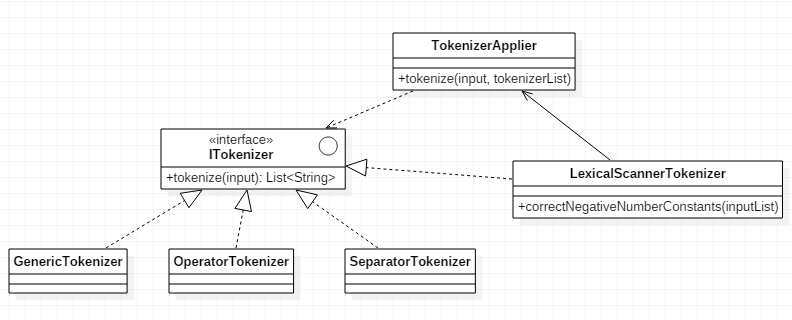 TokenizerApplier
+tokenize(input, tokenizerList)
«interface»
ITokenizer
+tokenize(input): List<String>
LexicalScannerTokenizer
+correctNegativeNumberConstants(inputList)
GenericTokenizer
OperatorTokenizer
SeparatorTokenizer